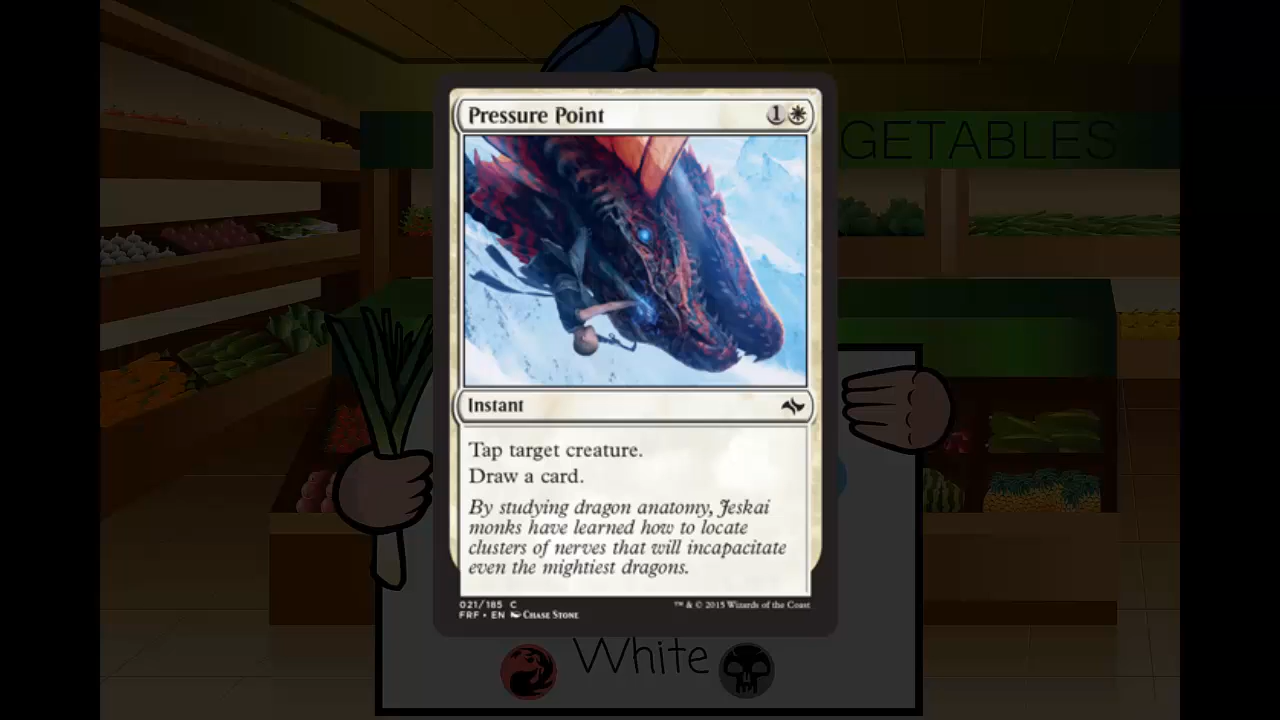 Pressure Point 1
GETABLES
Instant
Tap target creature.
Draw a card.
By studying dragon anatomy, Jeskai
monks have learned how to locate
clusters of nerves that will incapacitate
even the mightiest dragons.
021/185 C
FRF • EN Chase Stone
™ & © 2015 Wizards of the Coast
White